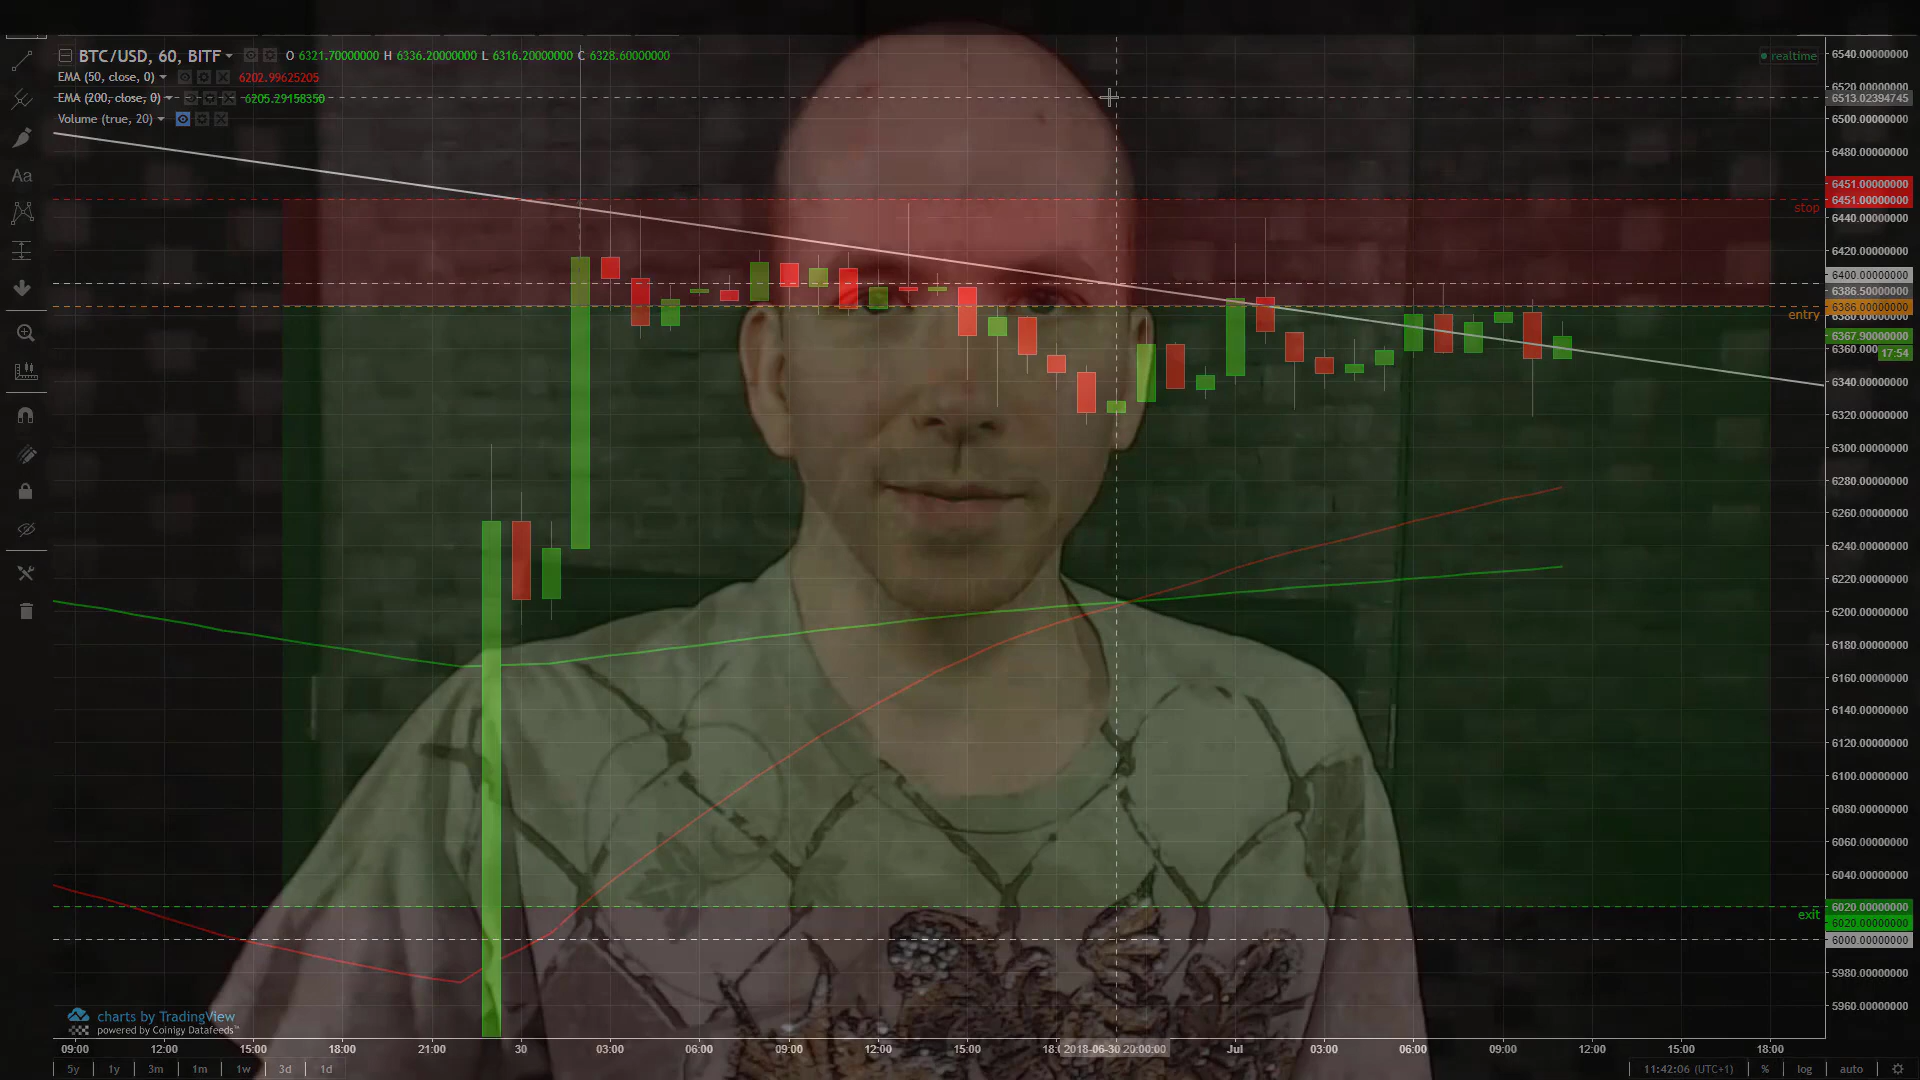 BTC/USD, 60, BITF O 6321.70000000 H 6336.20000000 L 6316.20000000 C 6328.60000000
EMA (50, close, 0) 6202.99625205
EMA (200, close, 0) 6205.29158350
Volume (true, 20)
Aa
realtime
6540.00000000
6520.00000000
6513.02394745
6500.00000000
6480.00000000
6451.00000000
6451.00000000
stop
6440.00000000
6420.00000000
6400.00000000
6386.50000000
6386.00000000
entry
6380.00000000
6367.90000000
6360.000
17:54
6340.00000000
6320.00000000
6300.00000000
6280.00000000
6260.00000000
6240.00000000
6220.00000000
6200.00000000
6180.00000000
6160.00000000
6140.00000000
6120.00000000
6100.00000000
6080.00000000
6060.00000000
6040.00000000
6020.00000000
exit
6020.00000000
6000.00000000
5980.00000000
5960.00000000
charts by TradingView
powered by Coinigy Datafeeds™
09:00 12:00 15:00 18:00 21:00 30 03:00 06:00 09:00 12:00 15:00 18:0 2018-06-30 20:00:00 Jul 03:00 06:00 09:00 12:00 15:00 18:00
5y 1y 3m 1m 1w 3d 1d 11:42:06 (UTC+1) % log auto